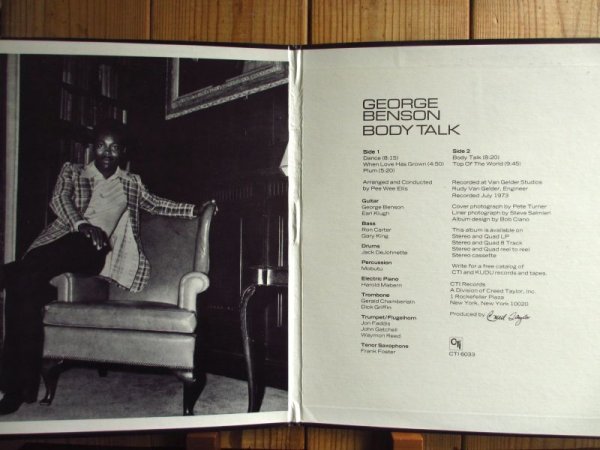 GEORGE
BENSON
BODY TALK
Side 1
Dance (8:15)
When Love Has Grown (4:50)
Plum (5:20)
Arranged and Conducted
by Pee Wee Ellis
Guitar
George Benson
Earl Klugh
Bass
Ron Carter
Gary King
Drums
Jack DeJohnette
Percussion
Mobutu
Electric Piano
Harold Mabern
Trombone
Gerald Chamberlain
Dick Griffin
Trumpet/Flugelhorn
Jon Faddis
John Gatchell
Waymon Reed
Tenor Saxophone
Frank Foster
Side 2
Body Talk (8:20)
Top Of The World (9:45)
Recorded at Van Gelder Studios
Rudy Van Gelder, Engineer
Recorded July 1973
Cover photograph by Pete Turner
Liner photograph by Steve Salmieri
Album design by Bob Ciano
This album is available on
Stereo and Quad LP
Stereo and Quad 8 Track
Stereo and Quad reel to reel
Stereo cassette
Write for a free catalog of
CTI and KUDU records and tapes.
CTI Records
A Division of Creed Taylor, Inc.
1 Rockefeller Plaza
New York, New York 10020
Produced by Creed Taylor
CTI
CTI 6033